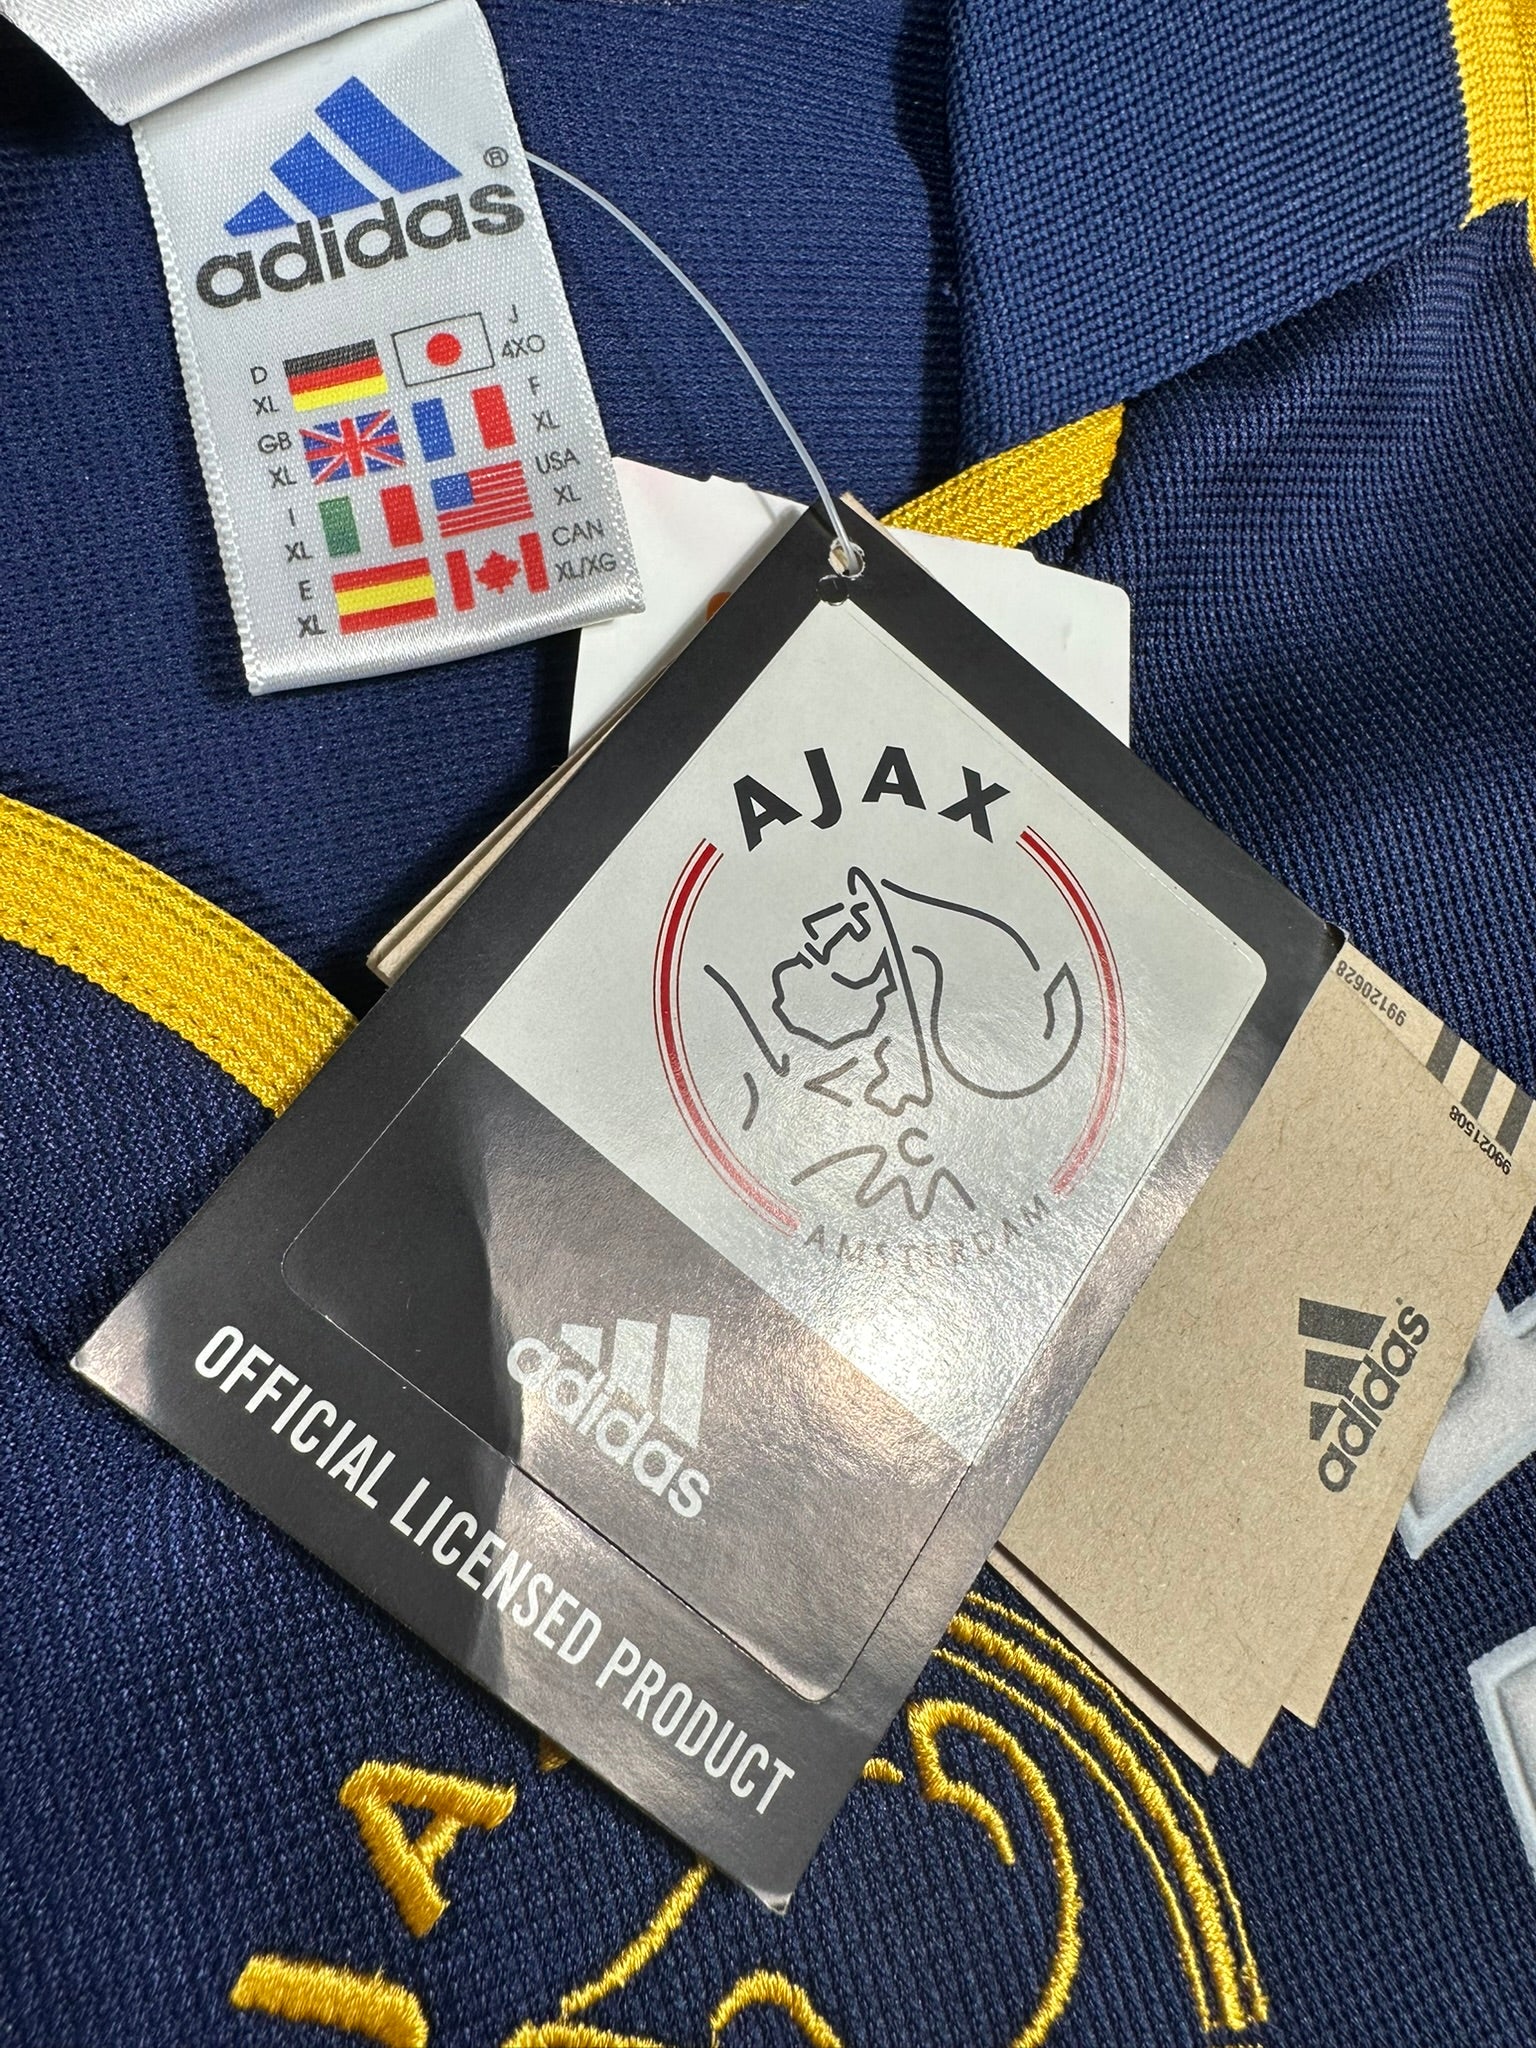 adidas®
D
XL
J
4XO
GB
XL
F
XL
I
XL
USA
XL
E
XL
CAN
XL/XG
AJAX
AMSTERDAM
adidas
OFFICIAL LICENSED PRODUCT
99120628
99021508
adidas
A